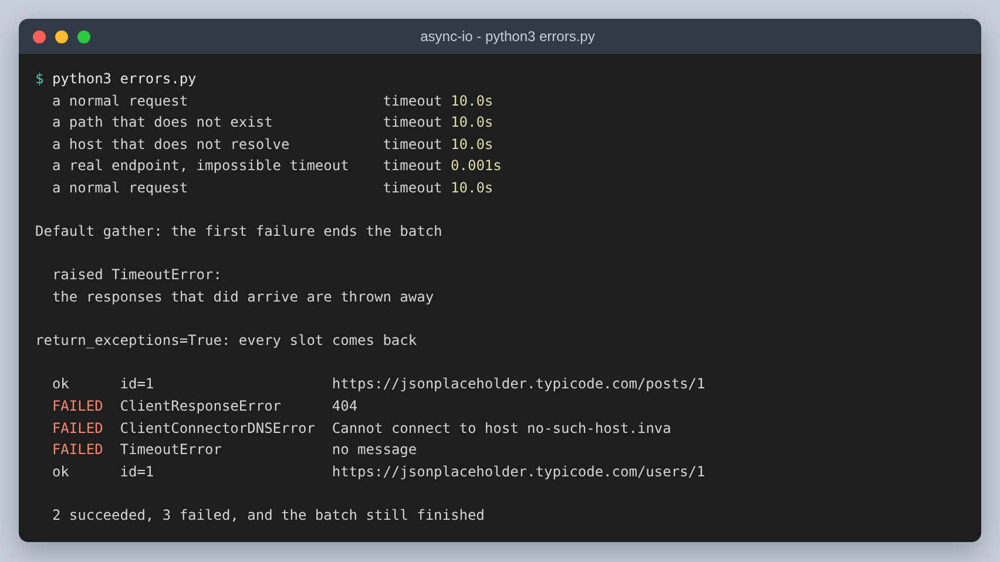 async-io - python3 errors.py
$ python3 errors.py
a normal request timeout 10.0s
a path that does not exist timeout 10.0s
a host that does not resolve timeout 10.0s
a real endpoint, impossible timeout timeout 0.001s
a normal request timeout 10.0s
Default gather: the first failure ends the batch
raised TimeoutError:
the responses that did arrive are thrown away
return_exceptions=True: every slot comes back
ok id=1 https://jsonplaceholder.typicode.com/posts/1
FAILED ClientResponseError 404
FAILED ClientConnectorDNSError Cannot connect to host no-such-host.inva
FAILED TimeoutError no message
ok id=1 https://jsonplaceholder.typicode.com/users/1
2 succeeded, 3 failed, and the batch still finished